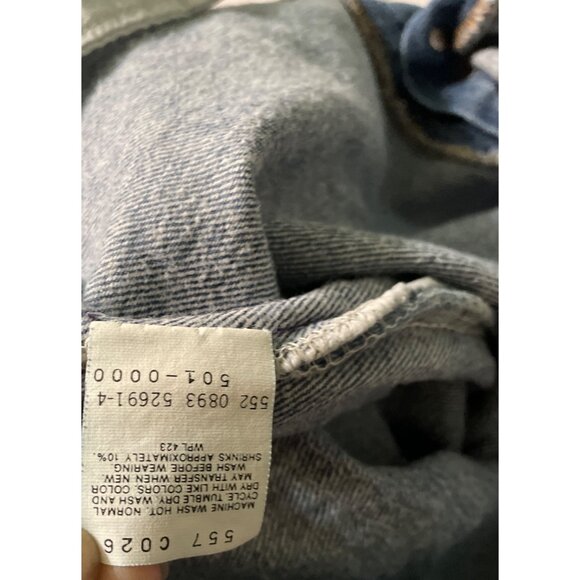 557 C026
MACHINE WASH HOT. NORMAL
CYCLE. TUMBLE DRY. WASH AND
DRY WITH LIKE COLORS. COLOR
MAY TRANSFER WHEN NEW.
WASH BEFORE WEARING.
SHRINKS APPROXIMATELY 10%.
WPL 423
552 0893 52691-4
501-0000